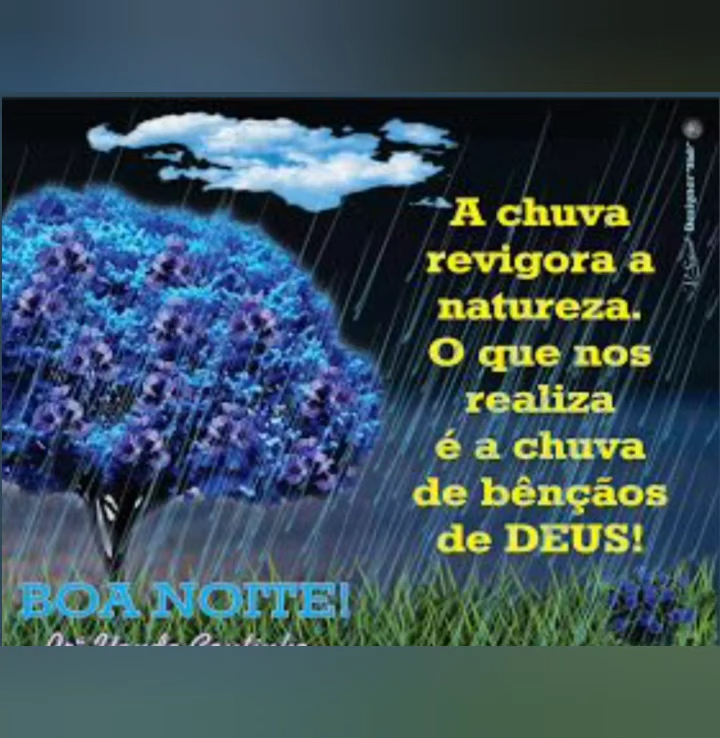 A chuva
revigora a
natureza.
O que nos
realiza
é a chuva
de bênçãos
de DEUS!
BOA NOITE!